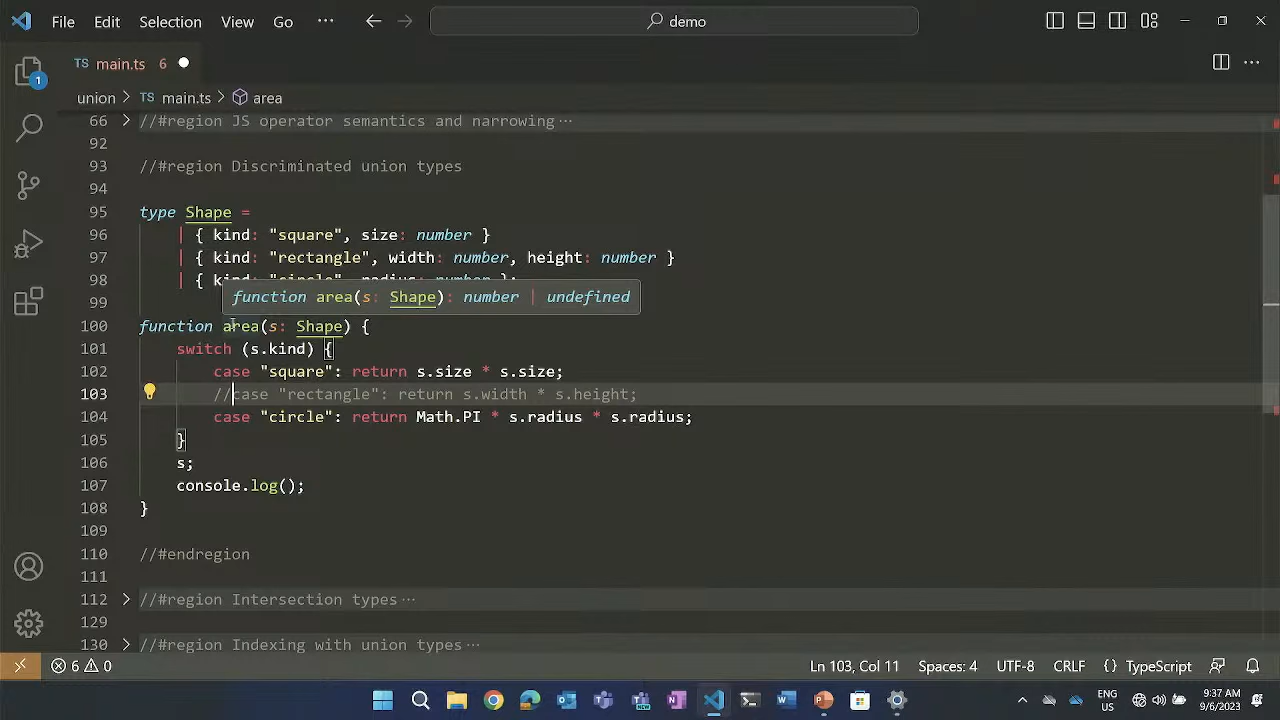 File Edit Selection View Go ··· demo
TS main.ts 6
1
union > TS main.ts > area
66 //#region JS operator semantics and narrowing···
92
93 //#region Discriminated union types
94
95 type Shape =
96 | { kind: "square", size: number }
97 | { kind: "rectangle", width: number, height: number }
98 | { kind: "circle", radius: number };
99 function area(s: Shape): number | undefined
100 function area(s: Shape) {
101 switch (s.kind) {
102 case "square": return s.size * s.size;
103 //case "rectangle": return s.width * s.height;
104 case "circle": return Math.PI * s.radius * s.radius;
105 }
106 s;
107 console.log();
108 }
109
110 //#endregion
111
112 //#region Intersection types···
129
130 //#region Indexing with union types···
6 0 Ln 103, Col 11 Spaces: 4 UTF-8 CRLF {} TypeScript
ENG 9:37 AM
US 9/6/2023